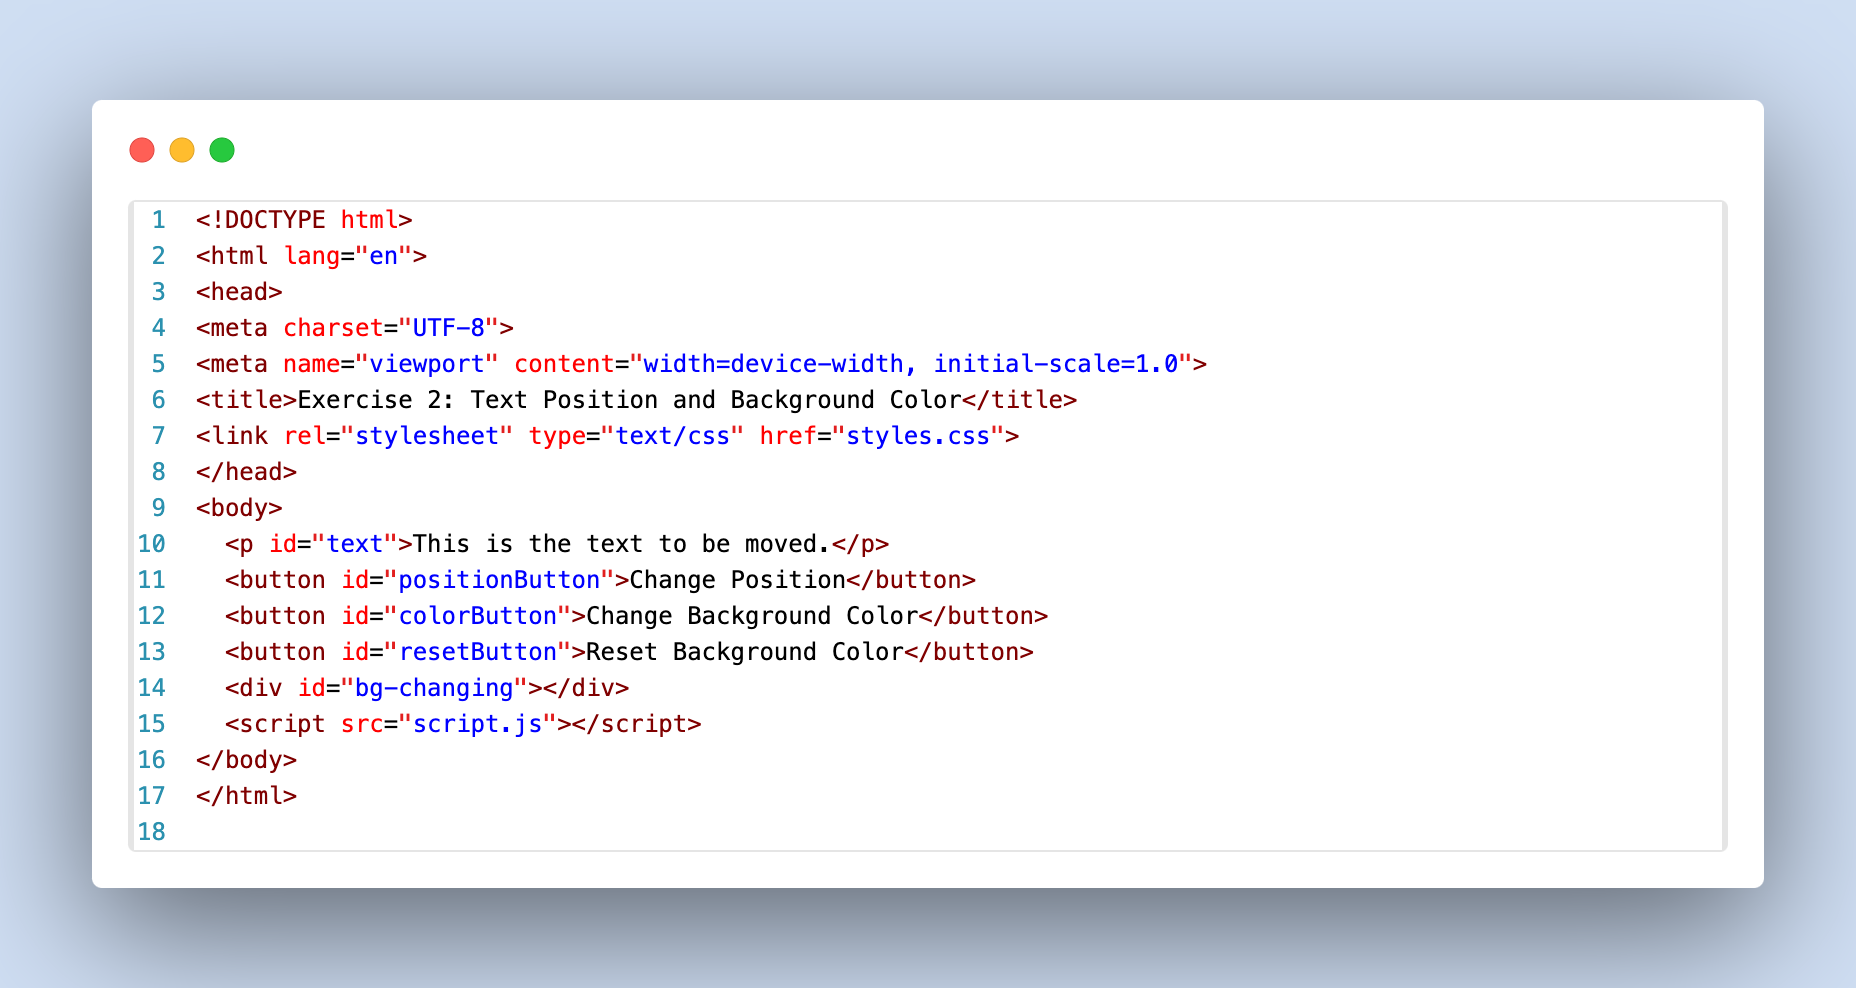 1 <!DOCTYPE html>
2 <html lang="en">
3 <head>
4 <meta charset="UTF-8">
5 <meta name="viewport" content="width=device-width, initial-scale=1.0">
6 <title>Exercise 2: Text Position and Background Color</title>
7 <link rel="stylesheet" type="text/css" href="styles.css">
8 </head>
9 <body>
10   <p id="text">This is the text to be moved.</p>
11   <button id="positionButton">Change Position</button>
12   <button id="colorButton">Change Background Color</button>
13   <button id="resetButton">Reset Background Color</button>
14   <div id="bg-changing"></div>
15   <script src="script.js"></script>
16 </body>
17 </html>
18